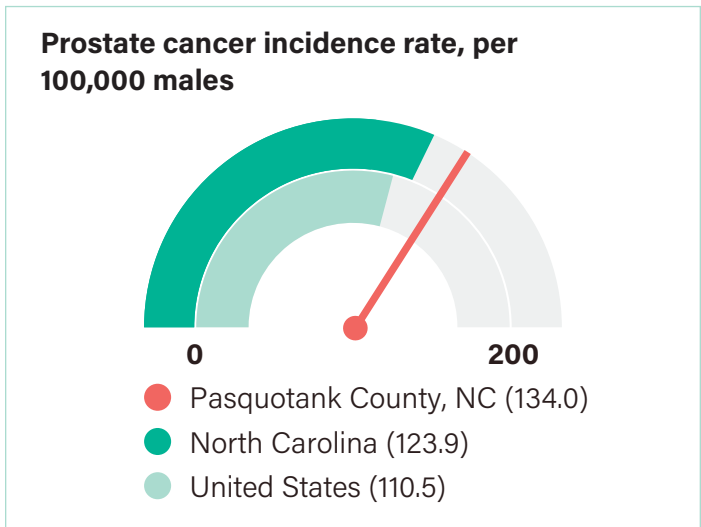 Prostate cancer incidence rate, per
100,000 males
0
200
Pasquotank County, NC (134.0)
North Carolina (123.9)
United States (110.5)